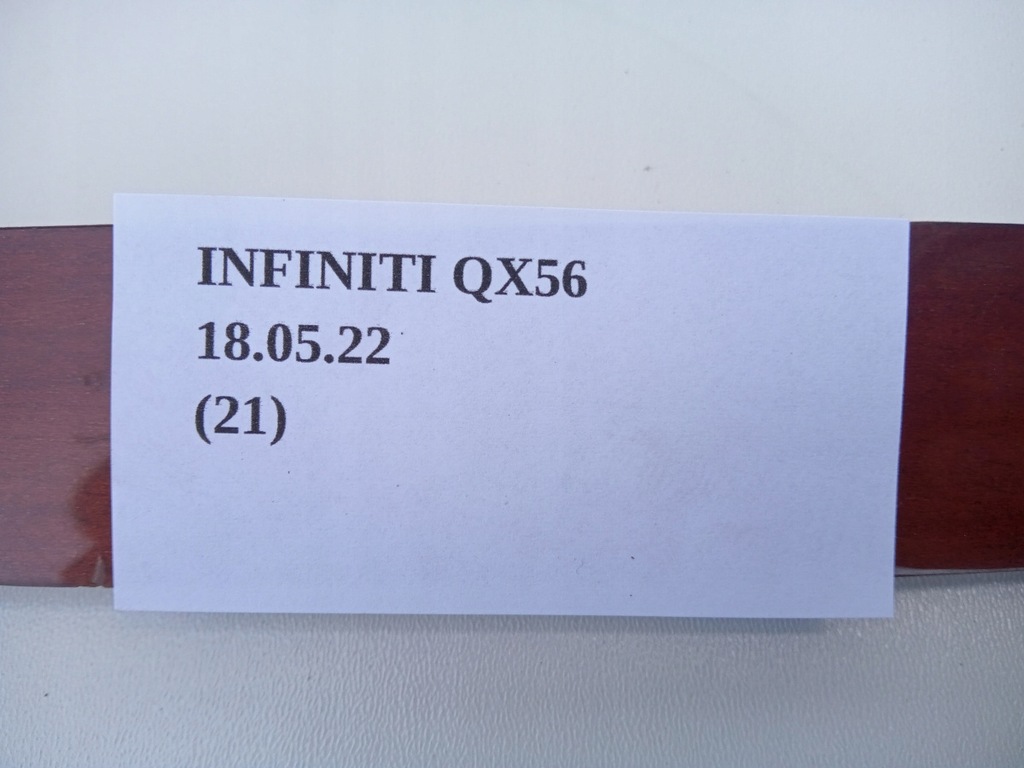 INFINITI QX56
18.05.22
(21)